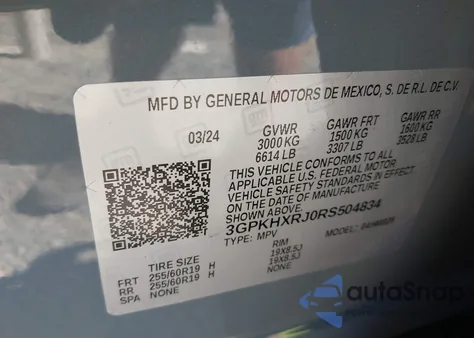 MFD BY GENERAL MOTORS DE MEXICO, S. DE R.L. DE C.V.
03/24 GVWR GAWR FRT GAWR RR
3000 KG 1500 KG 1600 KG
6614 LB 3307 LB 3528 LB
THIS VEHICLE CONFORMS TO ALL
APPLICABLE U.S. FEDERAL MOTOR
VEHICLE SAFETY STANDARDS IN EFFECT
ON THE DATE OF MANUFACTURE
SHOWN ABOVE.
3GPKHXRJ0RS504834
TYPE: MPV MODEL:
TIRE SIZE RIM
FRT 255/60R19 H 19X8.5J
RR 255/60R19 H 19X8.5J
SPA NONE NONE
autoSnap